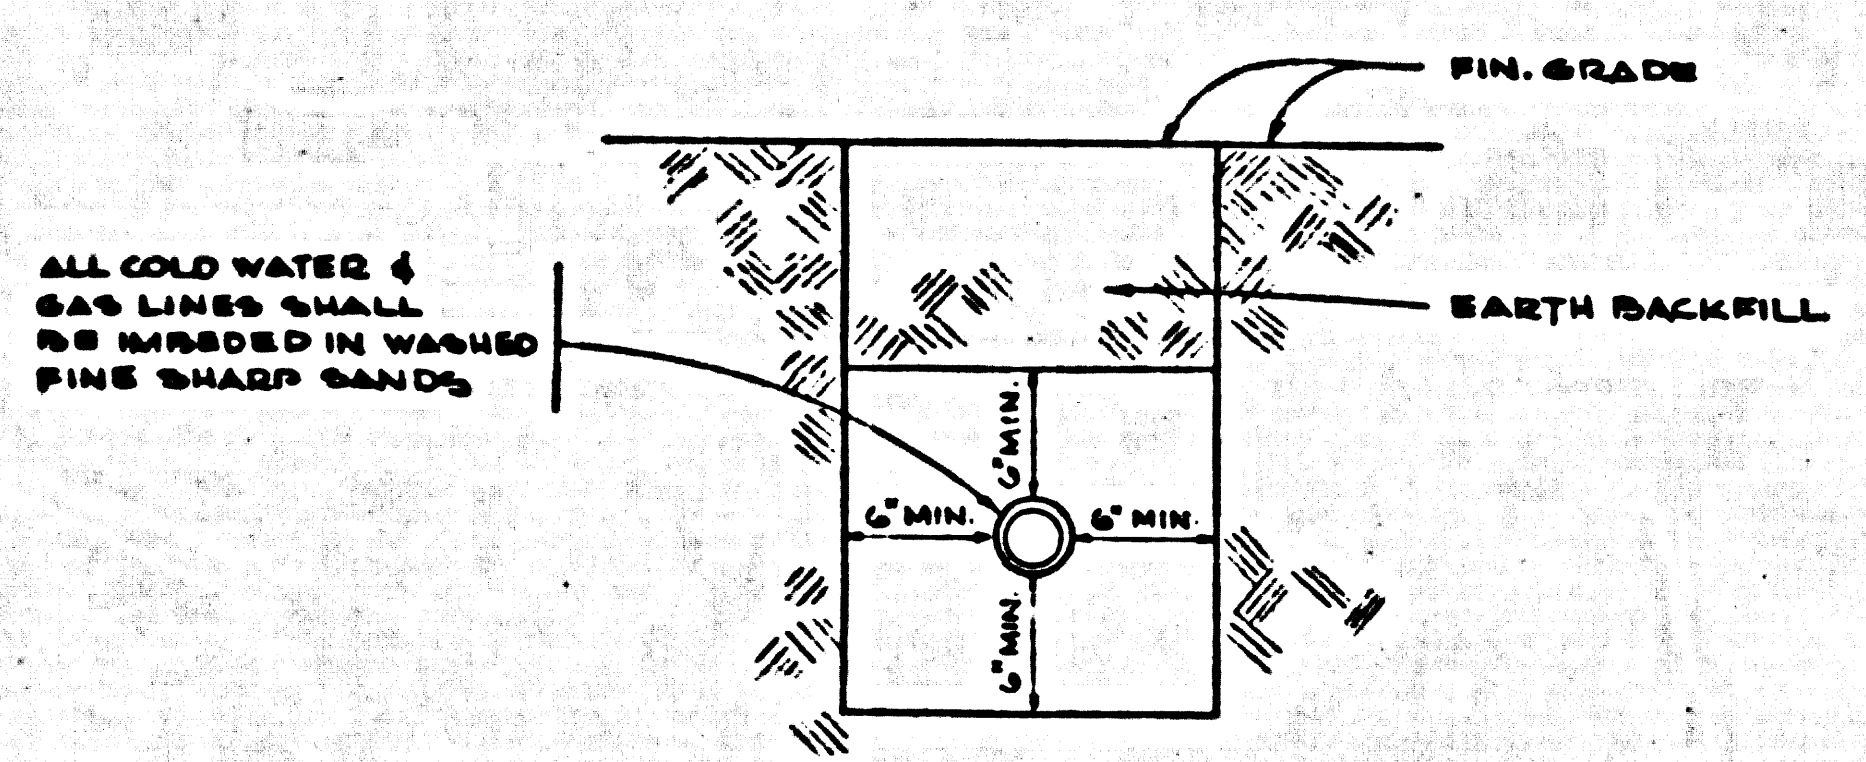 FIN. GRADE
ALL COLD WATER &
GAS LINES SHALL
BE IMBEDED IN WASHED
FINE SHARP SANDS
EARTH BACKFILL
6" MIN.
6" MIN.
6" MIN.
6" MIN.